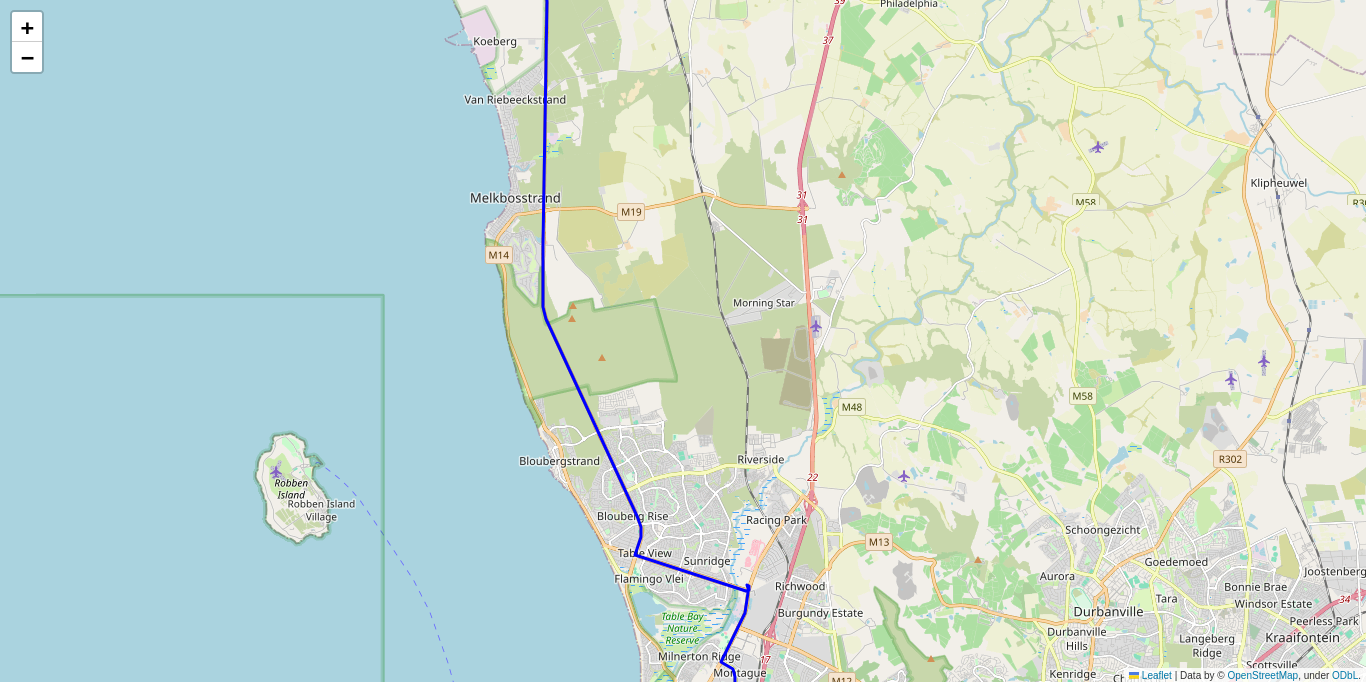 +
−
39
Philadelphia
37
Koeberg
Van Riebeeckstrand
Klipheuwel
Melkbosstrand
31
M58
M19
31
M14
Morning Star
M58
M48
Bloubergstrand
Riverside
R302
Robben
Island
22
Robben Island
Village
Blouberg Rise
Racing Park
Schoongezicht
M13
Table View
Sunridge
Goedemoed
Flamingo Vlei
Richwood
Aurora
Joostenberg
Bonnie Brae
Tara
34
Windsor Estate
Table Bay
Nature
Reserve
Burgundy Estate
Durbanville
Peerless Park
Durbanville
Hills
Langeberg
Ridge
Kraaifontein
Milnerton Ridge
17
Scottsville
Montague
M12
Kenridge
Leaflet | Data by © OpenStreetMap, under ODbL.